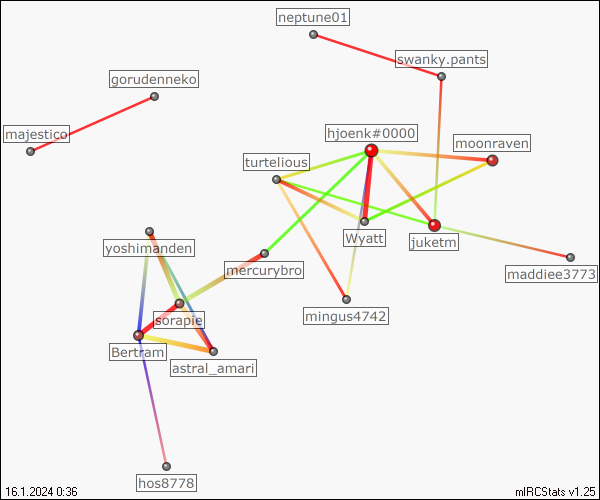 neptune01
swanky.pants
gorudenneko
majestico
hjoenk#0000
moonraven
turtelious
Wyatt
juketm
yoshimanden
mercurybro
maddiee3773
mingus4742
sorapie
Bertram
astral_amari
hos8778
16.1.2024 0:36
mIRCStats v1.25